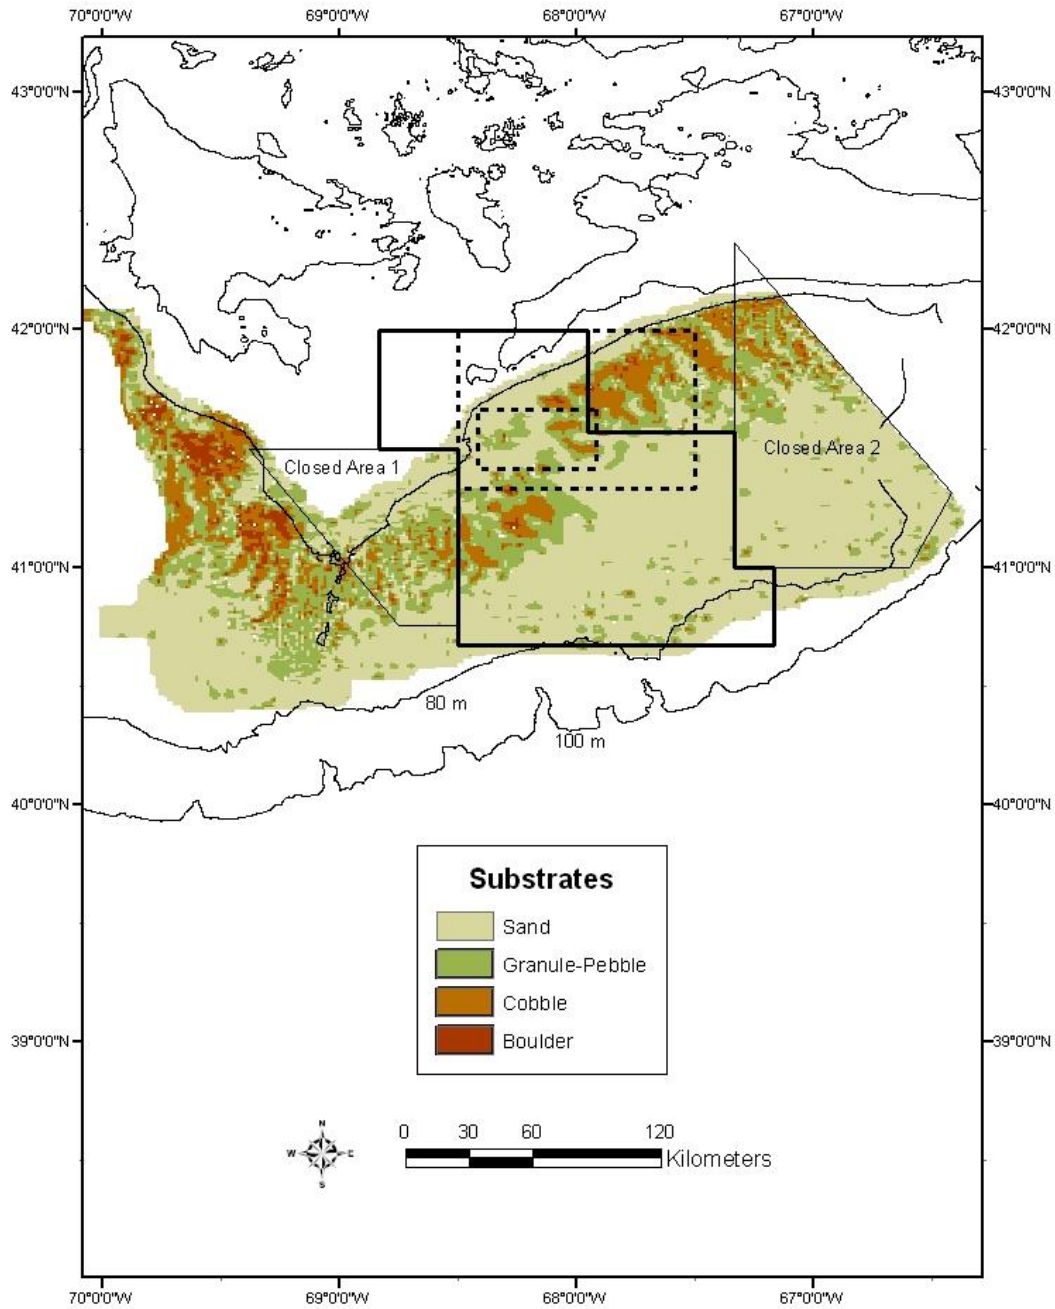 70°0'0"W 69°0'0"W 68°0'0"W 67°0'0"W
43°0'0"N 43°0'0"N
42°0'0"N 42°0'0"N
Closed Area 1
Closed Area 2
41°0'0"N 41°0'0"N
80 m
100 m
40°0'0"N 40°0'0"N
Substrates
Sand
Granule-Pebble
Cobble
Boulder
39°0'0"N 39°0'0"N
N
W E
S
0 30 60 120
Kilometers
70°0'0"W 69°0'0"W 68°0'0"W 67°0'0"W